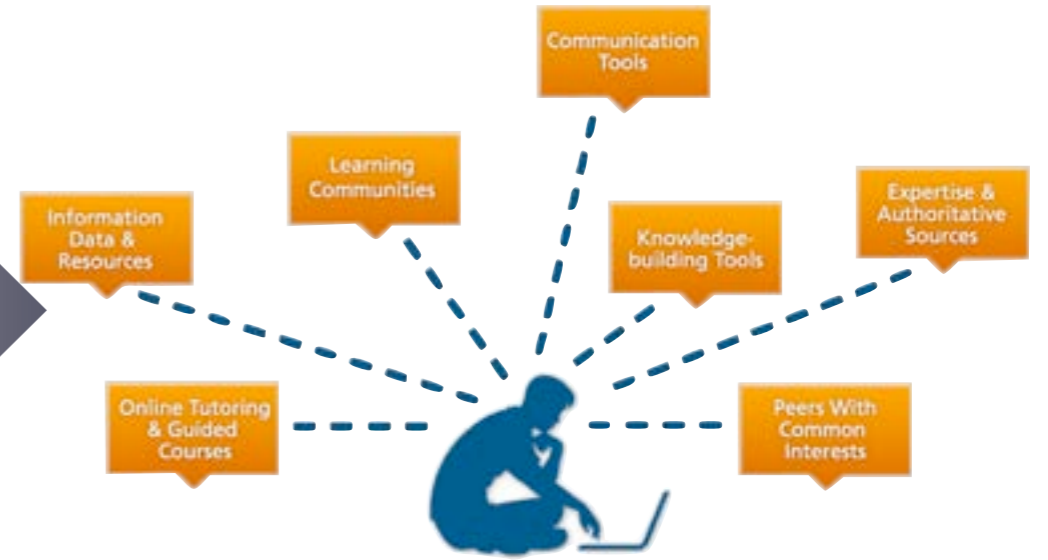 Communication
Tools
Learning
Communities
Information
Data &
Resources
Knowledge-
building Tools
Expertise &
Authoritative
Sources
Online Tutoring
& Guided
Courses
Peers With
Common
Interests